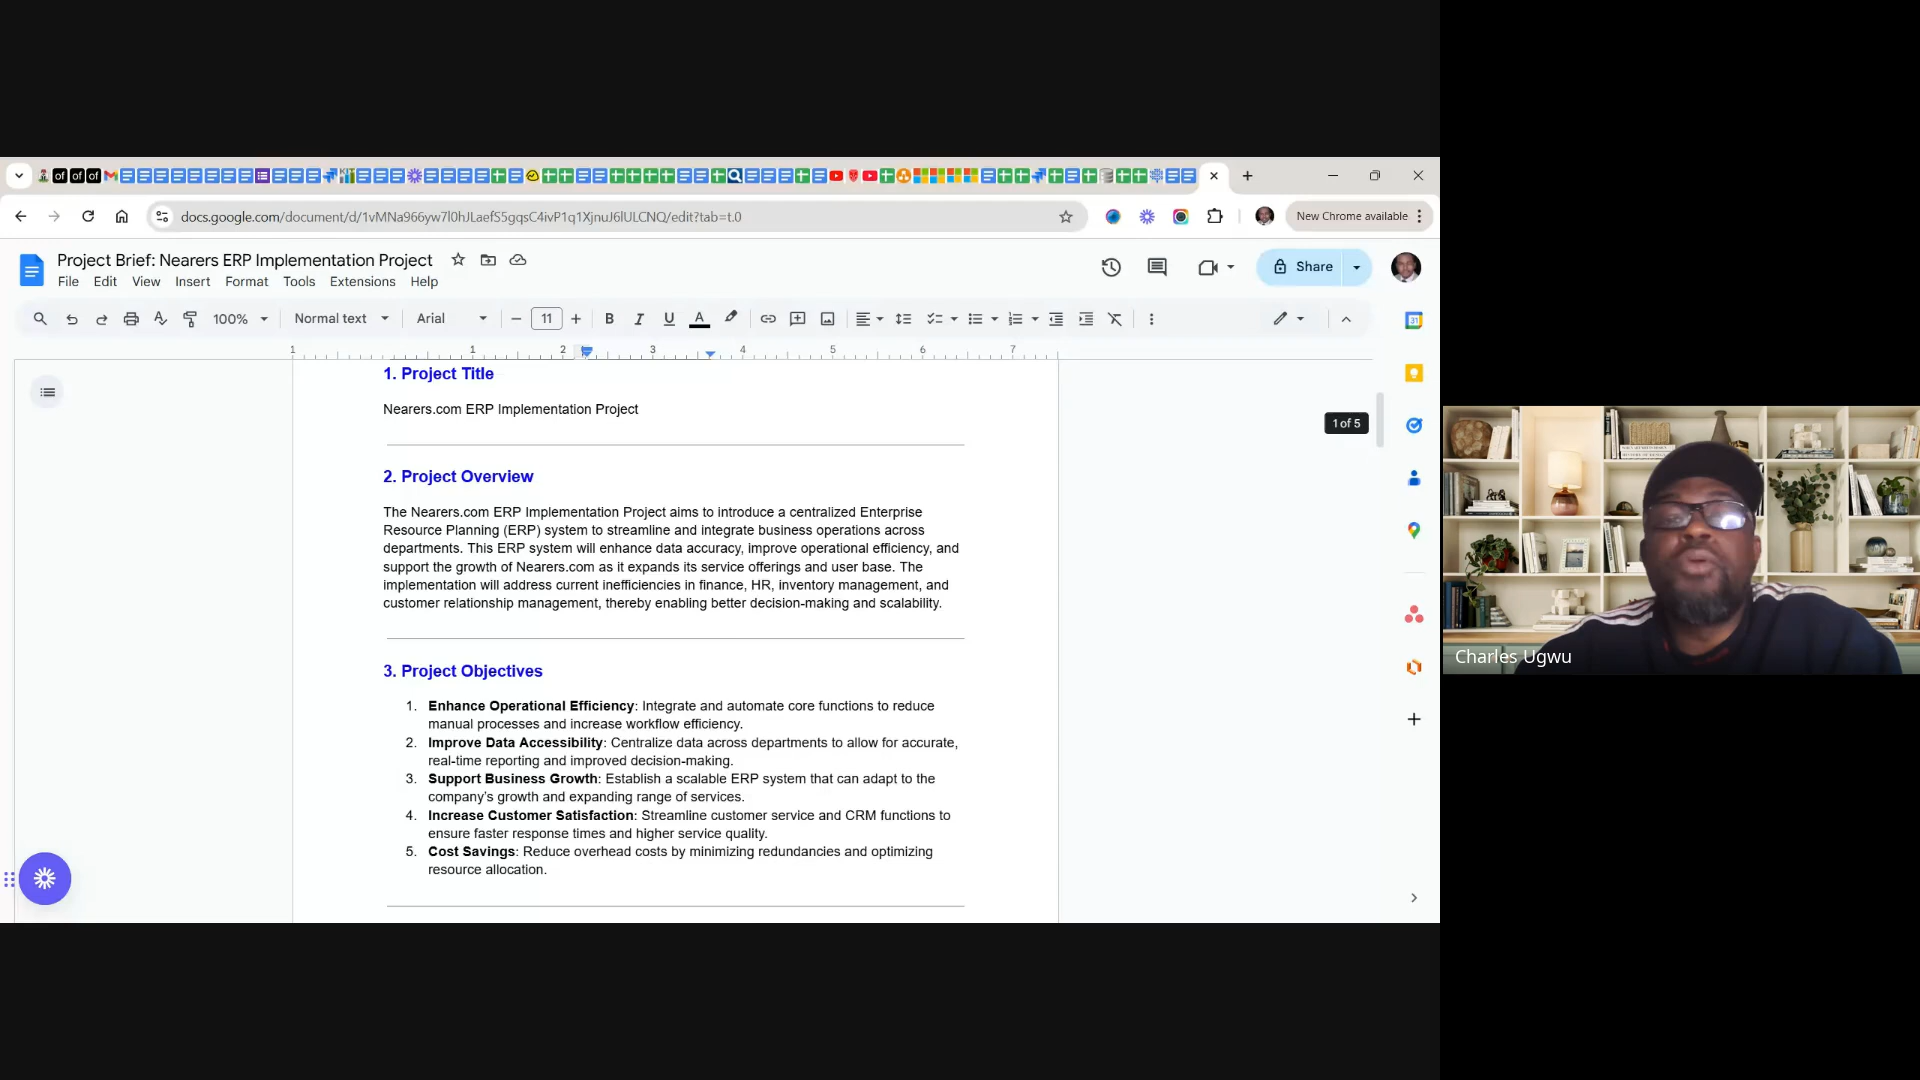 docs.google.com/document/d/1vMNa966yw7l0hJLaefS5gqsC4ivP1q1XjnuJ6lULCNQ/edit?tab=t.0
New Chrome available
Project Brief: Nearers ERP Implementation Project
File Edit View Insert Format Tools Extensions Help
Share
100% Normal text Arial 11
1 1 2 3 4 5 6 7
1. Project Title
Nearers.com ERP Implementation Project
1 of 5
2. Project Overview
The Nearers.com ERP Implementation Project aims to introduce a centralized Enterprise
Resource Planning (ERP) system to streamline and integrate business operations across
departments. This ERP system will enhance data accuracy, improve operational efficiency, and
support the growth of Nearers.com as it expands its service offerings and user base. The
implementation will address current inefficiencies in finance, HR, inventory management, and
customer relationship management, thereby enabling better decision-making and scalability.
3. Project Objectives
1. Enhance Operational Efficiency: Integrate and automate core functions to reduce
manual processes and increase workflow efficiency.
2. Improve Data Accessibility: Centralize data across departments to allow for accurate,
real-time reporting and improved decision-making.
3. Support Business Growth: Establish a scalable ERP system that can adapt to the
company's growth and expanding range of services.
4. Increase Customer Satisfaction: Streamline customer service and CRM functions to
ensure faster response times and higher service quality.
5. Cost Savings: Reduce overhead costs by minimizing redundancies and optimizing
resource allocation.
Charles Ugwu